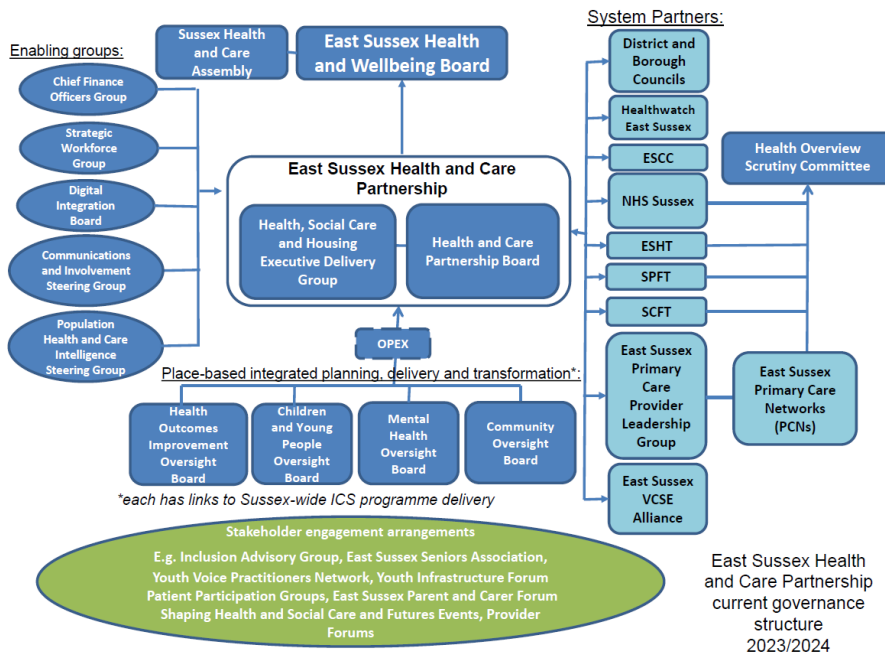 System Partners:
Enabling groups:
Sussex Health
and Care
Assembly
East Sussex Health
and Wellbeing Board
District and
Borough
Councils
Chief Finance
Officers Group
Healthwatch
East Sussex
Strategic
Workforce
Group
ESCC
Health Overview
Scrutiny Committee
East Sussex Health and Care
Partnership
Digital
Integration
Board
NHS Sussex
Health, Social Care
and Housing
Executive Delivery
Group
Health and Care
Partnership Board
ESHT
Communications
and Involvement
Steering Group
SPFT
SCFT
Population
Health and Care
Intelligence
Steering Group
OPEX
East Sussex
Primary
Care
Provider
Leadership
Group
East Sussex
Primary Care
Networks
(PCNs)
Place-based integrated planning, delivery and transformation*:
Health
Outcomes
Improvement
Oversight Board
Children
and Young
People
Oversight
Board
Mental
Health
Oversight
Board
Community
Oversight
Board
East Sussex
VCSE
Alliance
*each has links to Sussex-wide ICS programme delivery
Stakeholder engagement arrangements
E.g. Inclusion Advisory Group, East Sussex Seniors Association,
Youth Voice Practitioners Network, Youth Infrastructure Forum
Patient Participation Groups, East Sussex Parent and Carer Forum
Shaping Health and Social Care and Futures Events, Provider
Forums
East Sussex Health
and Care Partnership
current governance
structure
2023/2024